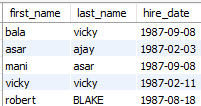 first_name last_name hire_date
bala vicky 1987-09-08
asar ajay 1987-02-03
mani asar 1987-09-08
vicky vicky 1987-02-11
robert BLAKE 1987-08-18